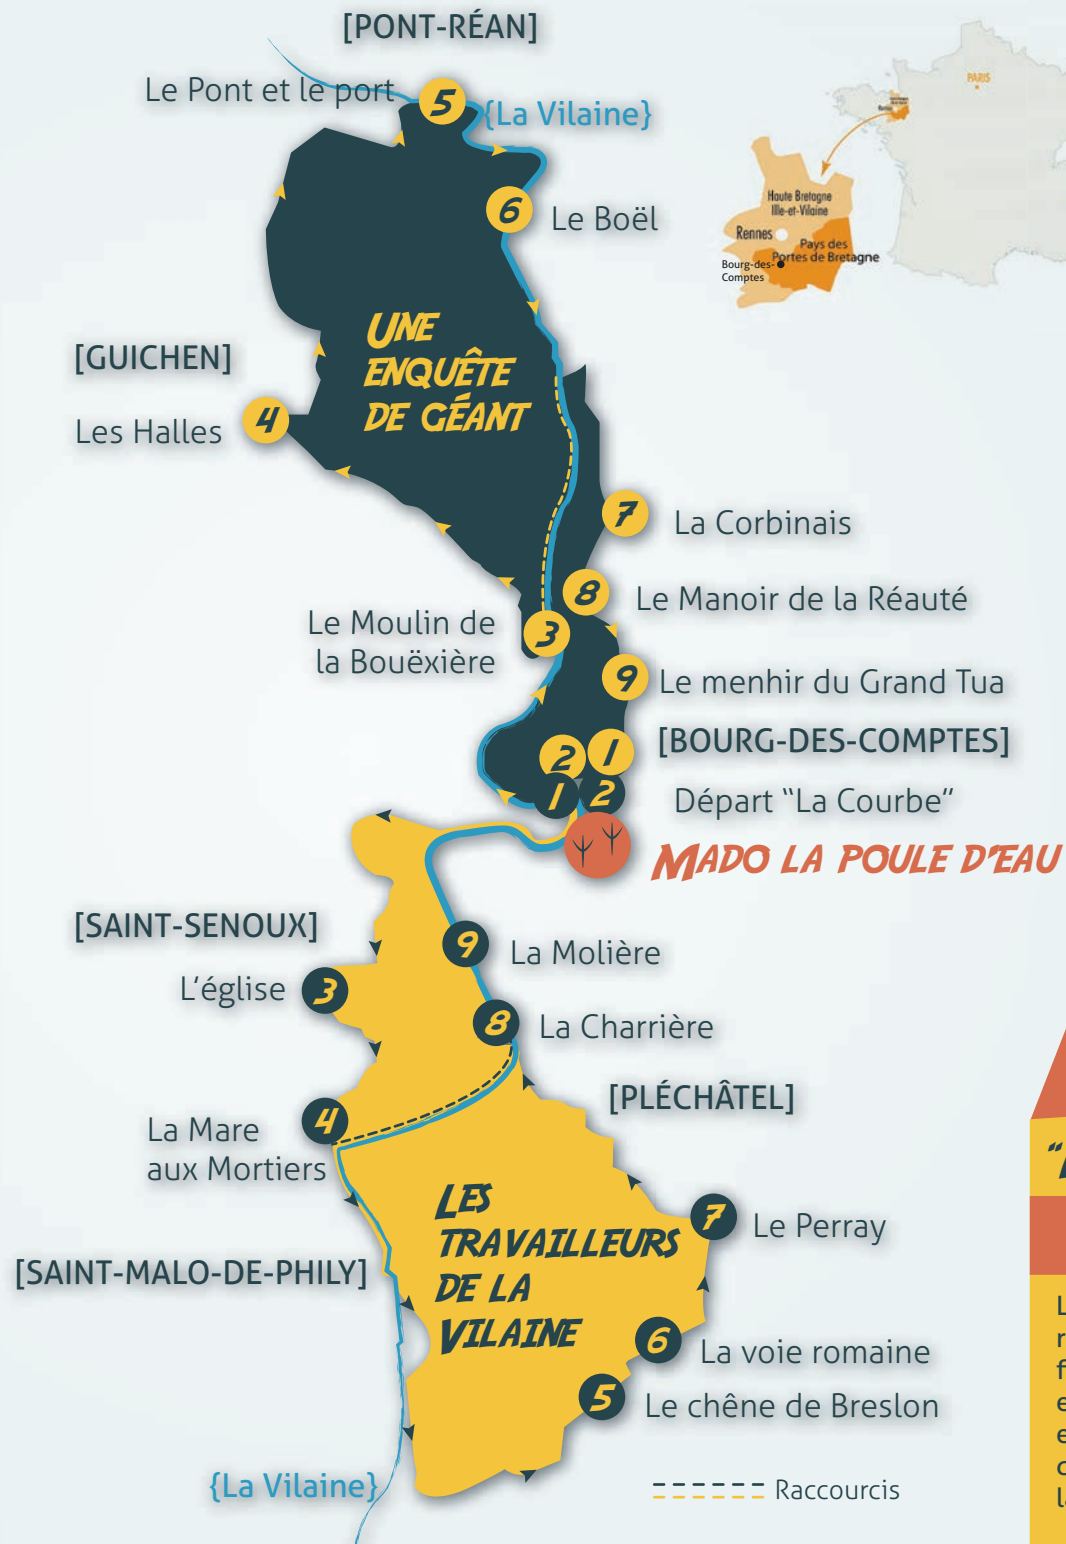 [PONT-RÉAN]
Le Pont et le port
5
{La Vilaine}
6
Le Boël
PARIS
Haute Bretagne
Ille-et-Vilaine
Rennes
Pays des
Portes de Bretagne
Bourg-des-
Comptes
UNE
ENQUÊTE
DE GÉANT
[GUICHEN]
4
Les Halles
7
La Corbinais
8
Le Manoir de la Réauté
Le Moulin de
la Bouëxière
3
9
Le menhir du Grand Tua
[BOURG-DES-COMPTES]
2
1
1
2
Départ "La Courbe"
MADO LA POULE D'EAU
[SAINT-SENOUX]
9
La Molière
L'église
3
8
La Charrière
[PLÉCHÂTEL]
4
La Mare
aux Mortiers
LES
TRAVAILLEURS
DE LA
VILAINE
7
Le Perray
[SAINT-MALO-DE-PHILY]
6
La voie romaine
5
Le chêne de Breslon
{La Vilaine}
Raccourcis